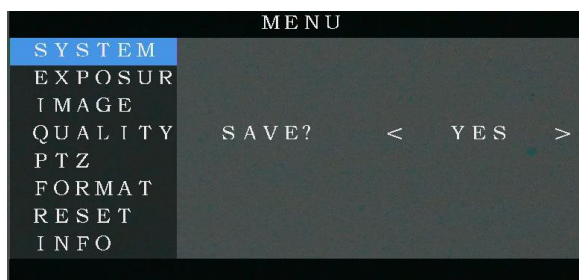 MENU
SYSTEM
EXPOSUR
IMAGE
QUALITY SAVE? < YES >
PTZ
FORMAT
RESET
INFO